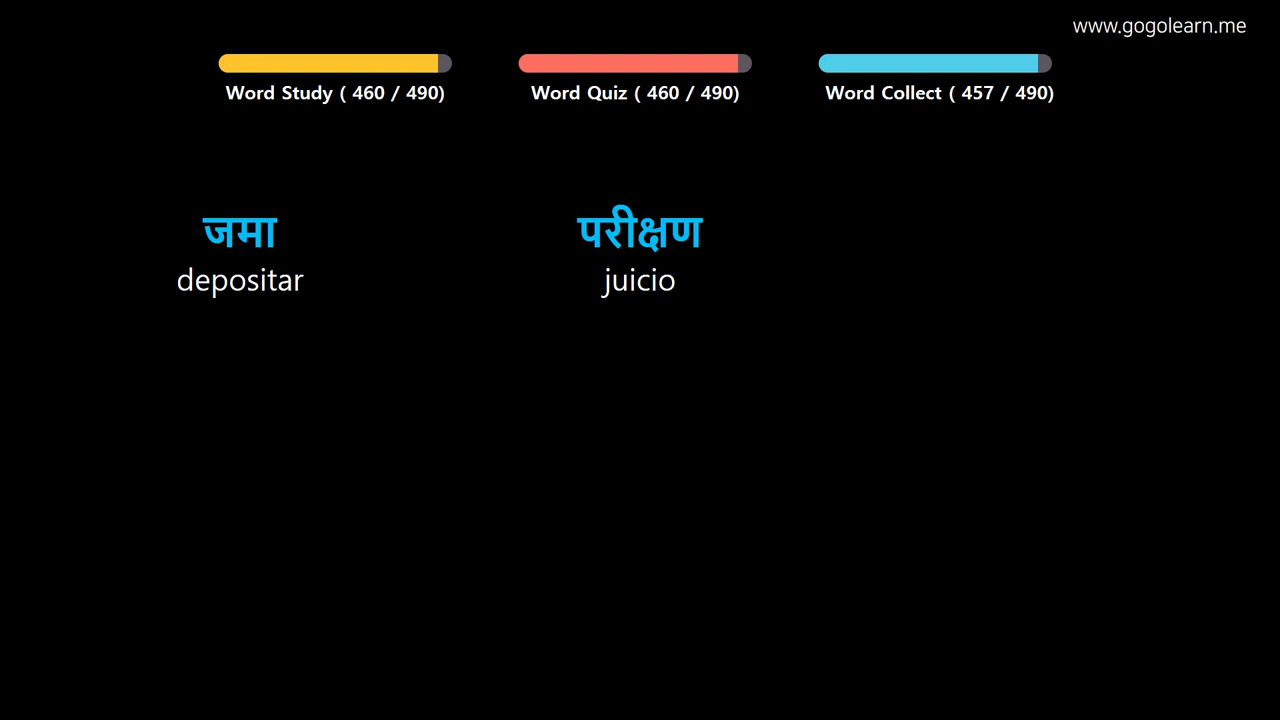 www.gogolearn.me
Word Study ( 460 / 490)
Word Quiz ( 460 / 490)
Word Collect ( 457 / 490)
जमा
depositar
परीक्षण
juicio